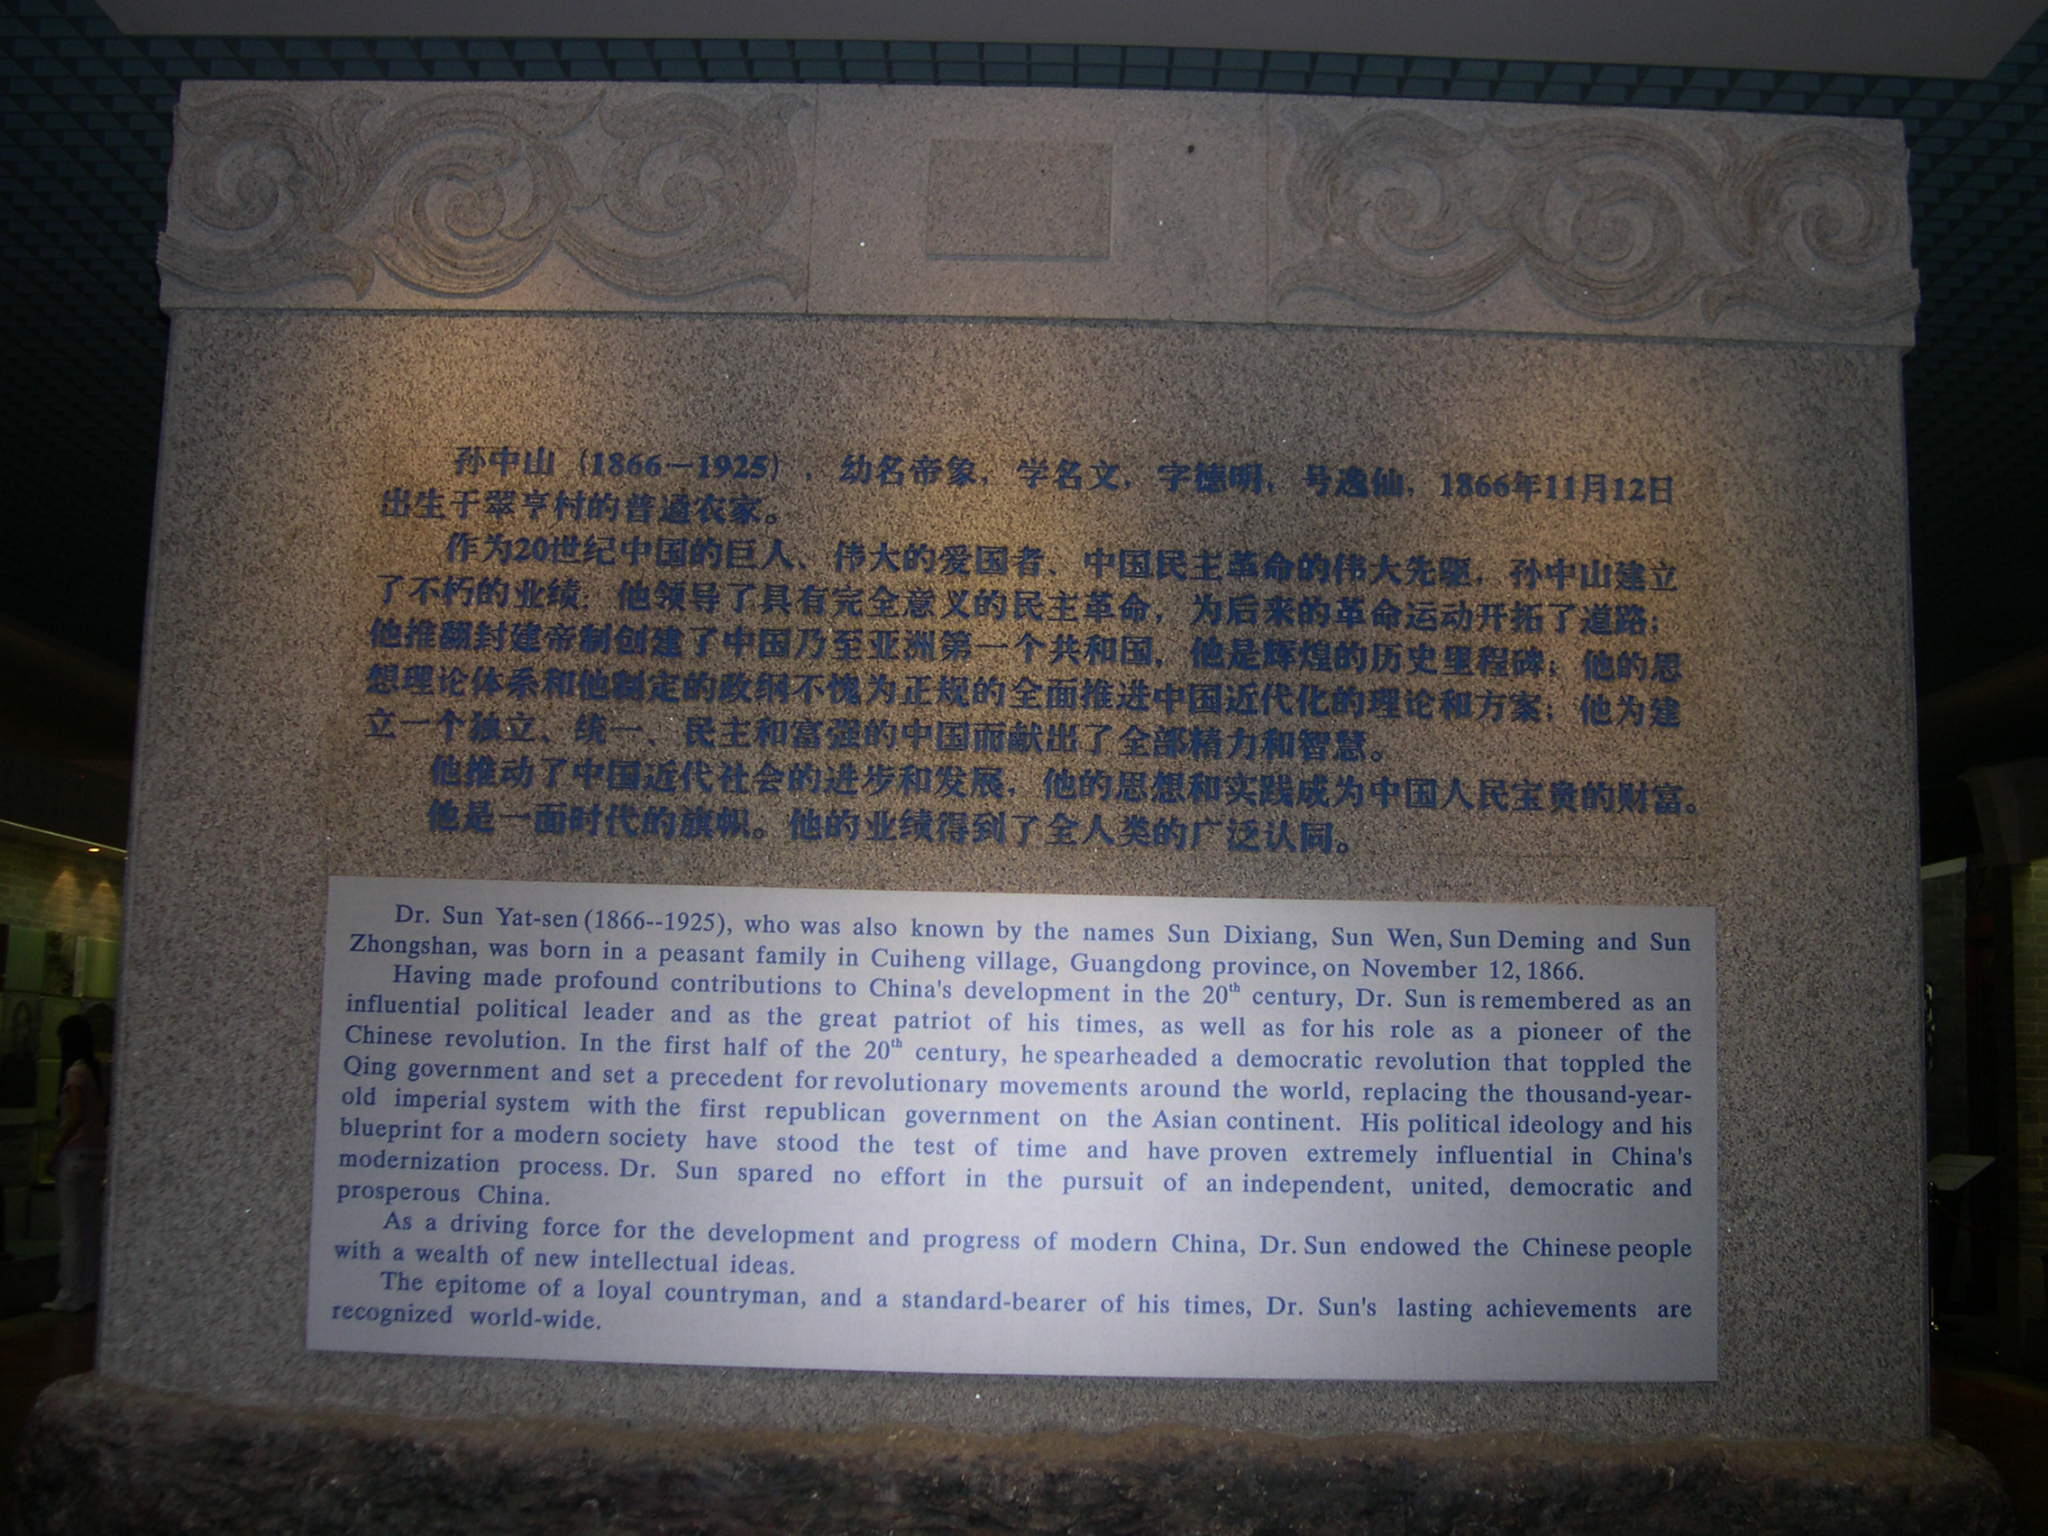 孙中山（1866－1925），幼名帝象，学名文，字德明，号逸仙，1866年11月12日
出生于翠亨村的普通农家。
作为20世纪中国的巨人、伟大的爱国者、中国民主革命的伟大先驱，孙中山建立
了不朽的业绩：他领导了具有完全意义的民主革命，为后来的革命运动开拓了道路；
他推翻封建帝制创建了中国乃至亚洲第一个共和国，他是辉煌的历史里程碑；他的思
想理论体系和他制定的政纲不愧为正规的全面推进中国近代化的理论和方案；他为建
立一个独立、统一、民主和富强的中国而献出了全部精力和智慧。
他推动了中国近代社会的进步和发展，他的思想和实践成为中国人民宝贵的财富。
他是一面时代的旗帜。他的业绩得到了全人类的广泛认同。
Dr. Sun Yat-sen (1866--1925), who was also known by the names Sun Dixiang, Sun Wen, Sun Deming and Sun
Zhongshan, was born in a peasant family in Cuiheng village, Guangdong province, on November 12, 1866.
Having made profound contributions to China's development in the 20th century, Dr. Sun is remembered as an
influential political leader and as the great patriot of his times, as well as for his role as a pioneer of the
Chinese revolution. In the first half of the 20th century, he spearheaded a democratic revolution that toppled the
Qing government and set a precedent for revolutionary movements around the world, replacing the thousand-year-
old imperial system with the first republican government on the Asian continent. His political ideology and his
blueprint for a modern society have stood the test of time and have proven extremely influential in China's
modernization process. Dr. Sun spared no effort in the pursuit of an independent, united, democratic and
prosperous China.
As a driving force for the development and progress of modern China, Dr. Sun endowed the Chinese people
with a wealth of new intellectual ideas.
The epitome of a loyal countryman, and a standard-bearer of his times, Dr. Sun's lasting achievements are
recognized world-wide.